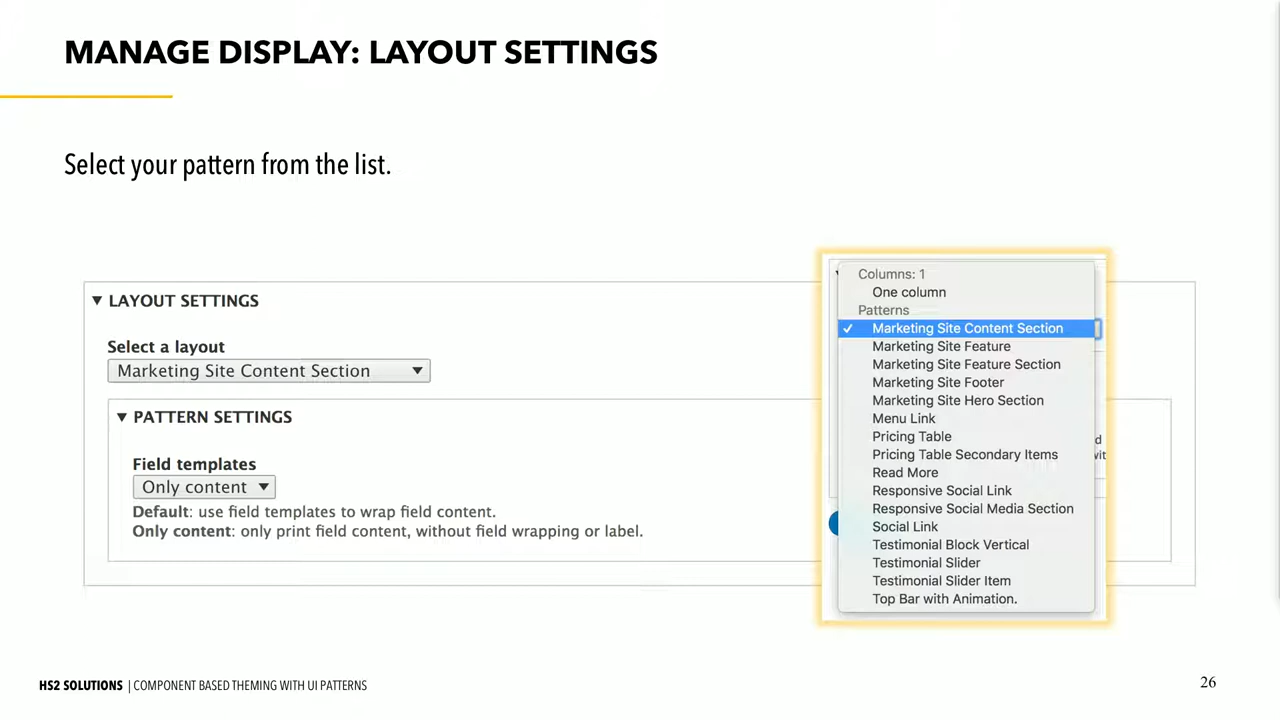 MANAGE DISPLAY: LAYOUT SETTINGS
Select your pattern from the list.
▼ LAYOUT SETTINGS
Select a layout
Marketing Site Content Section ▼
▼ PATTERN SETTINGS
Field templates
Only content ▼
Default: use field templates to wrap field content.
Only content: only print field content, without field wrapping or label.
Columns: 1
One column
Patterns
✓ Marketing Site Content Section
Marketing Site Feature
Marketing Site Feature Section
Marketing Site Footer
Marketing Site Hero Section
Menu Link
Pricing Table
Pricing Table Secondary Items
Read More
Responsive Social Link
Responsive Social Media Section
Social Link
Testimonial Block Vertical
Testimonial Slider
Testimonial Slider Item
Top Bar with Animation.
HS2 SOLUTIONS | COMPONENT BASED THEMING WITH UI PATTERNS
26